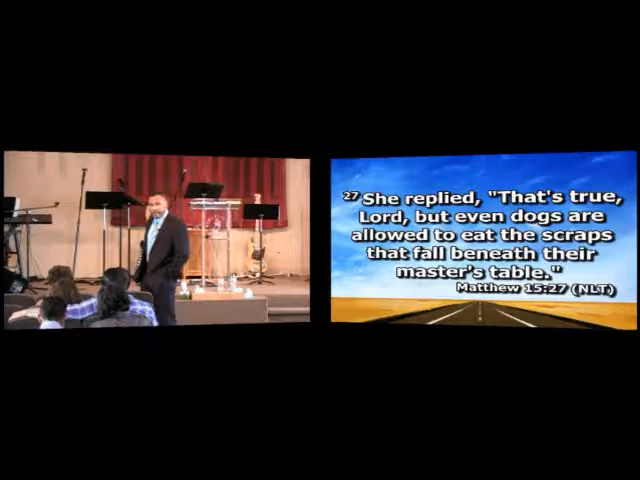 27 She replied, "That's true,
Lord, but even dogs are
allowed to eat the scraps
that fall beneath their
master's table."
Matthew 15:27 (NLT)